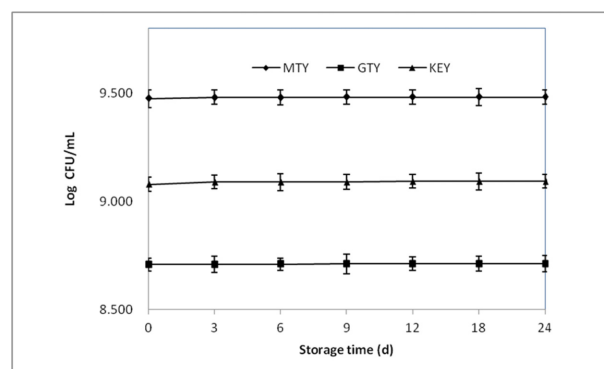 MTY GTY KEY
9.500
9.000
8.500
Log CFU/mL
0 3 6 9 12 18 24
Storage time (d)